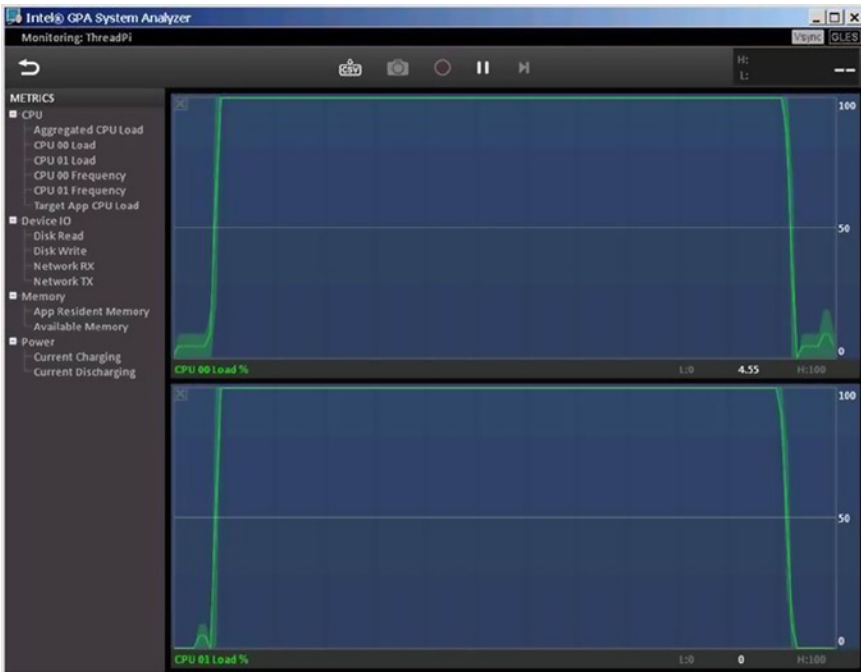 Intel® GPA System Analyzer
Monitoring: ThreadPi
Vsync GLES
CSV
H:
L:
--
METRICS
CPU
Aggregated CPU Load
CPU 00 Load
CPU 01 Load
CPU 00 Frequency
CPU 01 Frequency
Target App CPU Load
Device IO
Disk Read
Disk Write
Network RX
Network TX
Memory
App Resident Memory
Available Memory
Power
Current Charging
Current Discharging
100
50
0
CPU 00 Load % L:0 4.55 H:100
100
50
0
CPU 01 Load % L:0 0 H:100